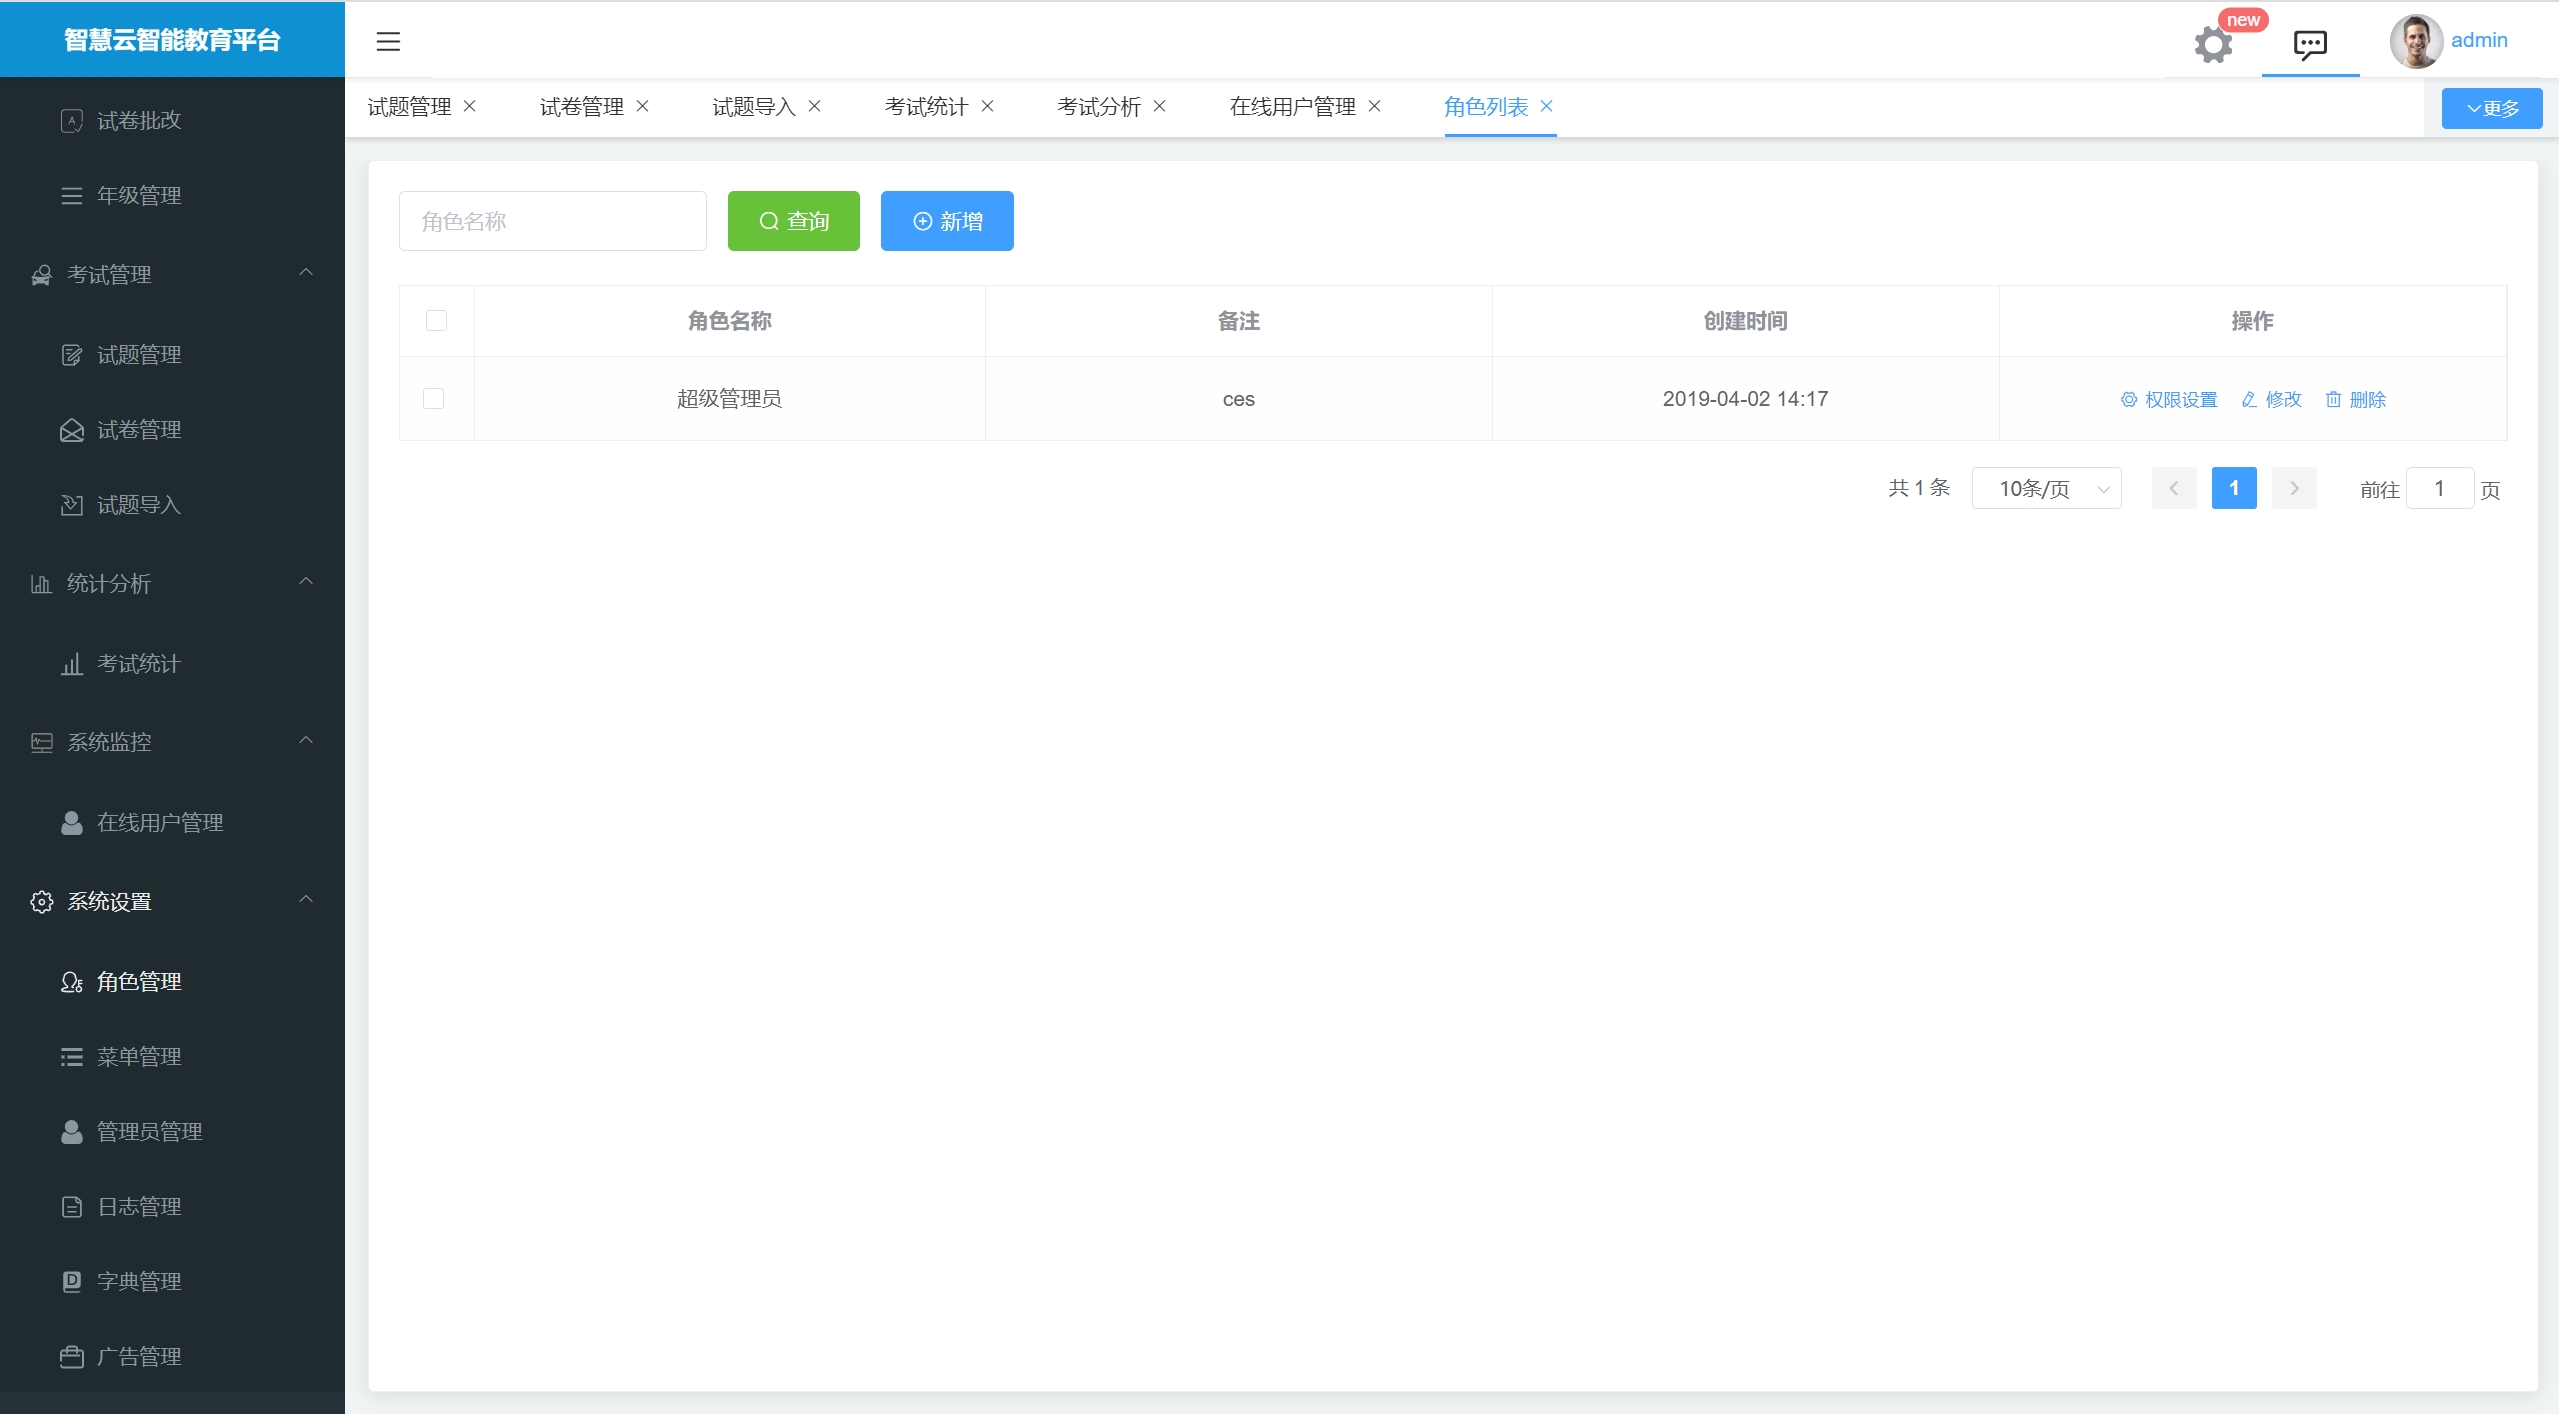 智慧云智能教育平台
new
admin
试卷批改
年级管理
考试管理
试题管理
试卷管理
试题导入
统计分析
考试统计
系统监控
在线用户管理
系统设置
角色管理
菜单管理
管理员管理
日志管理
字典管理
广告管理
试题管理 试卷管理 试题导入 考试统计 考试分析 在线用户管理 角色列表 更多
角色名称 查询 新增
角色名称 备注 创建时间 操作
超级管理员 ces 2019-04-02 14:17 权限设置 修改 删除
共 1 条 10条/页 1 前往 1 页